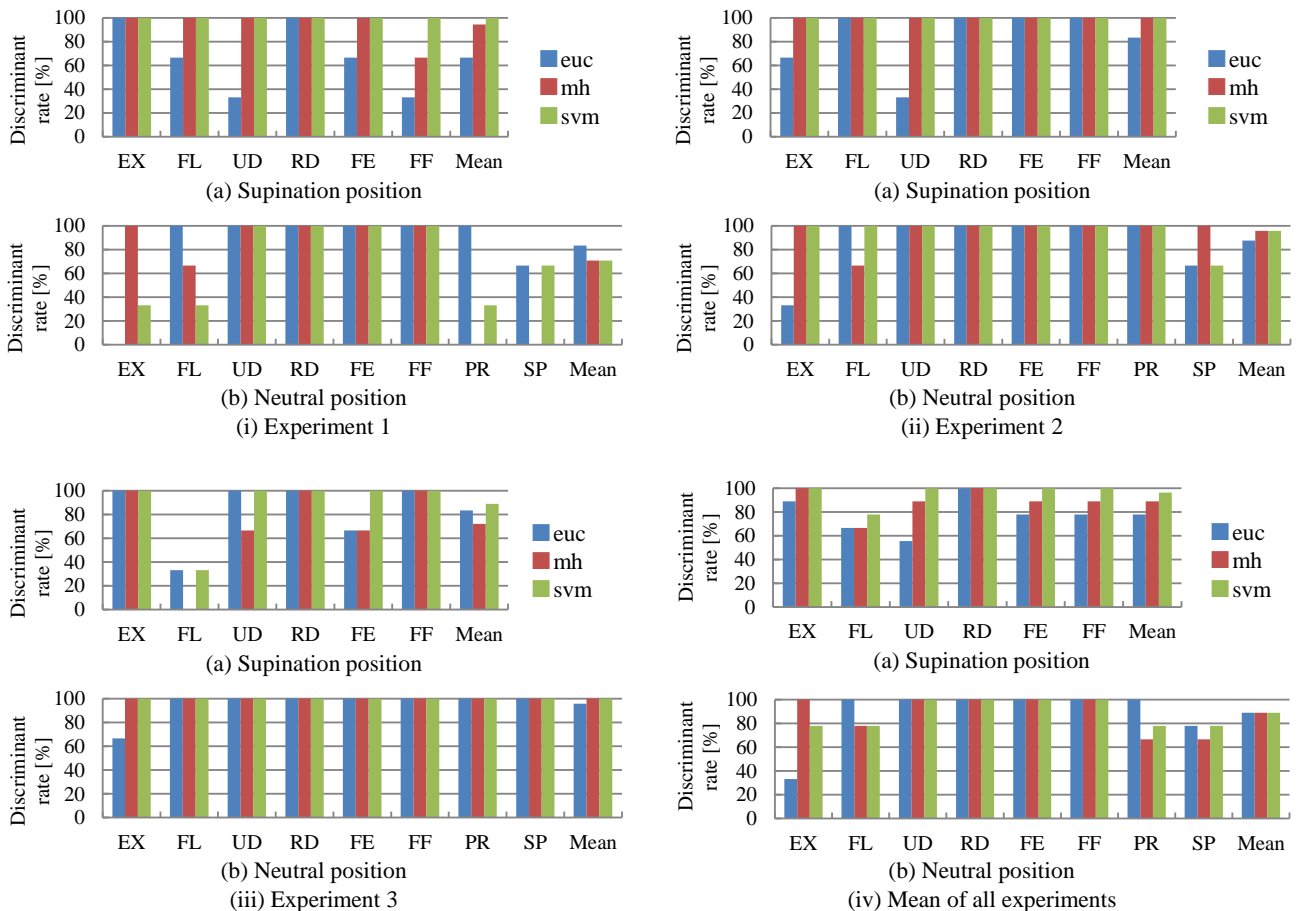 100
80
60
40
20
0
Discriminant
rate [%]
EX FL UD RD FE FF Mean
euc
mh
svm
(a) Supination position
100
80
60
40
20
0
Discriminant
rate [%]
EX FL UD RD FE FF PR SP Mean
(b) Neutral position
(i) Experiment 1
100
80
60
40
20
0
Discriminant
rate [%]
EX FL UD RD FE FF Mean
euc
mh
svm
(a) Supination position
100
80
60
40
20
0
Discriminant
rate [%]
EX FL UD RD FE FF PR SP Mean
(b) Neutral position
(ii) Experiment 2
100
80
60
40
20
0
Discriminant
rate [%]
EX FL UD RD FE FF Mean
euc
mh
svm
(a) Supination position
100
80
60
40
20
0
Discriminant
rate [%]
EX FL UD RD FE FF PR SP Mean
(b) Neutral position
(iii) Experiment 3
100
80
60
40
20
0
Discriminant
rate [%]
EX FL UD RD FE FF Mean
euc
mh
svm
(a) Supination position
100
80
60
40
20
0
Discriminant
rate [%]
EX FL UD RD FE FF PR SP Mean
(b) Neutral position
(iv) Mean of all experiments